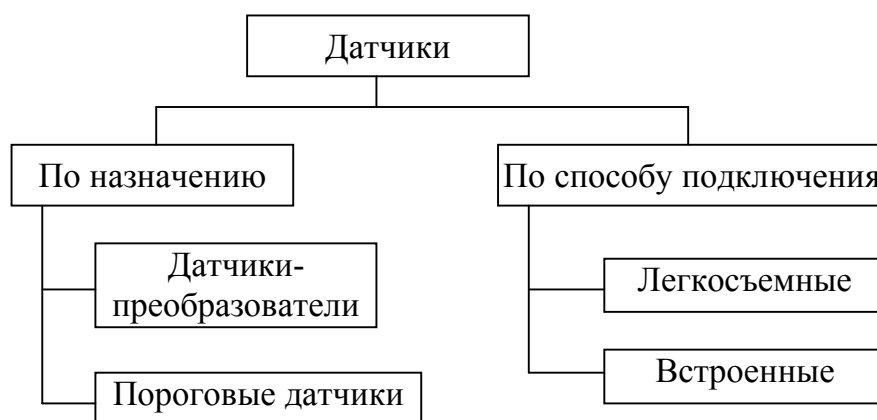 Датчики
По назначению
По способу подключения
Датчики-
преобразователи
Легкосъемные
Пороговые датчики
Встроенные